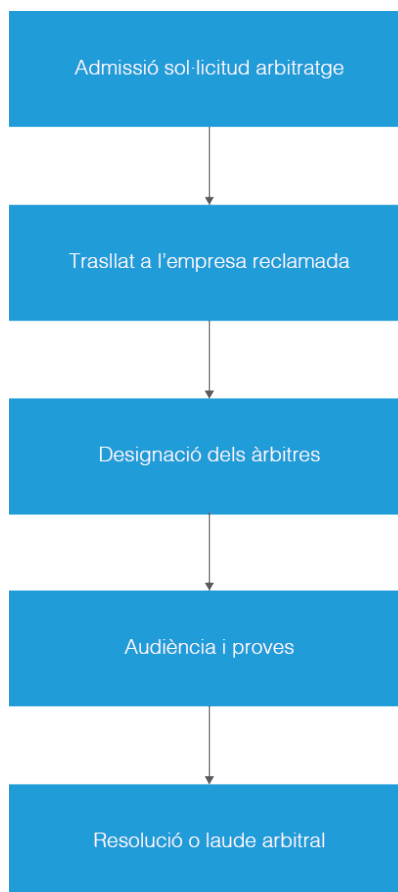 Admissió sol·licitud arbitratge
Trasllat a l'empresa reclamada
Designació dels àrbitres
Audiència i proves
Resolució o laude arbitral